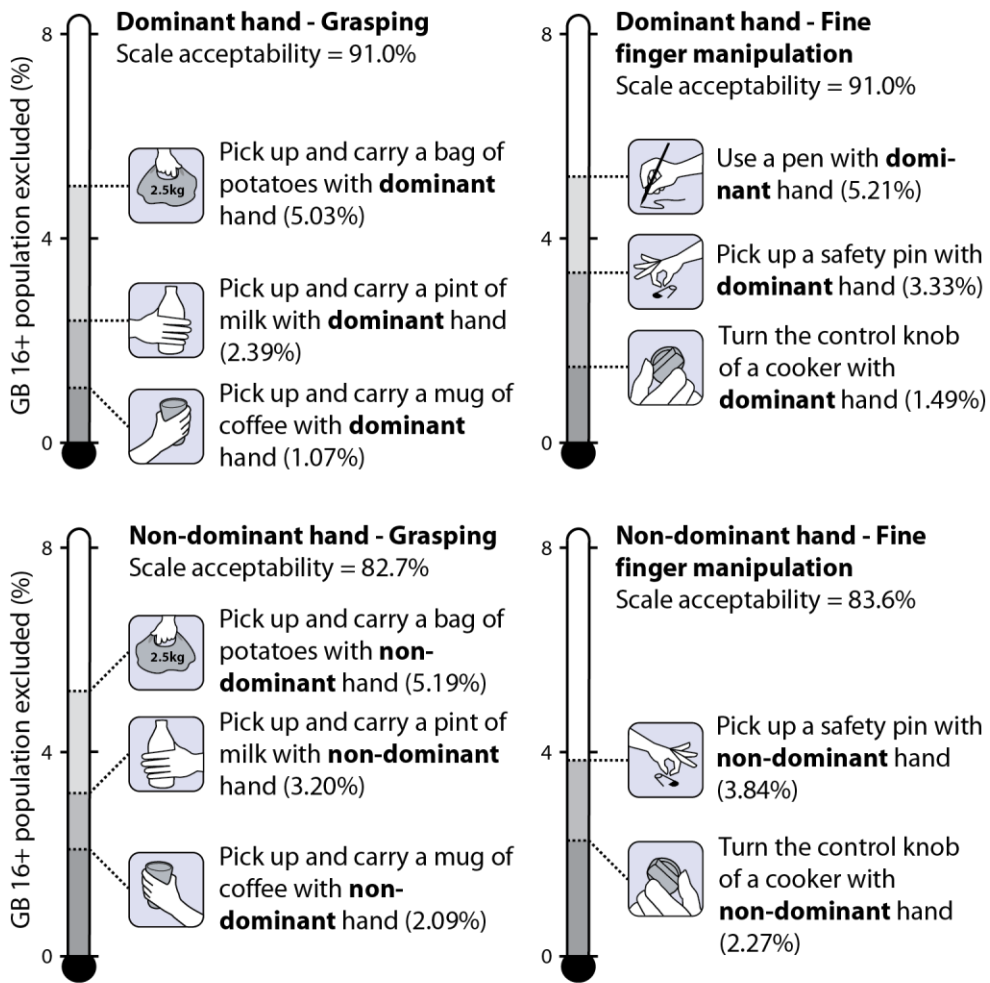 Dominant hand - Grasping
Scale acceptability = 91.0%
GB 16+ population excluded (%)
8
4
0
2.5kg
Pick up and carry a bag of
potatoes with dominant
hand (5.03%)
Pick up and carry a pint of
milk with dominant hand
(2.39%)
Pick up and carry a mug of
coffee with dominant
hand (1.07%)
Dominant hand - Fine
finger manipulation
Scale acceptability = 91.0%
8
4
0
Use a pen with domi-
nant hand (5.21%)
Pick up a safety pin with
dominant hand (3.33%)
Turn the control knob
of a cooker with
dominant hand (1.49%)
Non-dominant hand - Grasping
Scale acceptability = 82.7%
GB 16+ population excluded (%)
8
4
0
2.5kg
Pick up and carry a bag of
potatoes with non-
dominant hand (5.19%)
Pick up and carry a pint of
milk with non-dominant
hand (3.20%)
Pick up and carry a mug of
coffee with non-
dominant hand (2.09%)
Non-dominant hand - Fine
finger manipulation
Scale acceptability = 83.6%
8
4
0
Pick up a safety pin with
non-dominant hand
(3.84%)
Turn the control knob
of a cooker with
non-dominant hand
(2.27%)